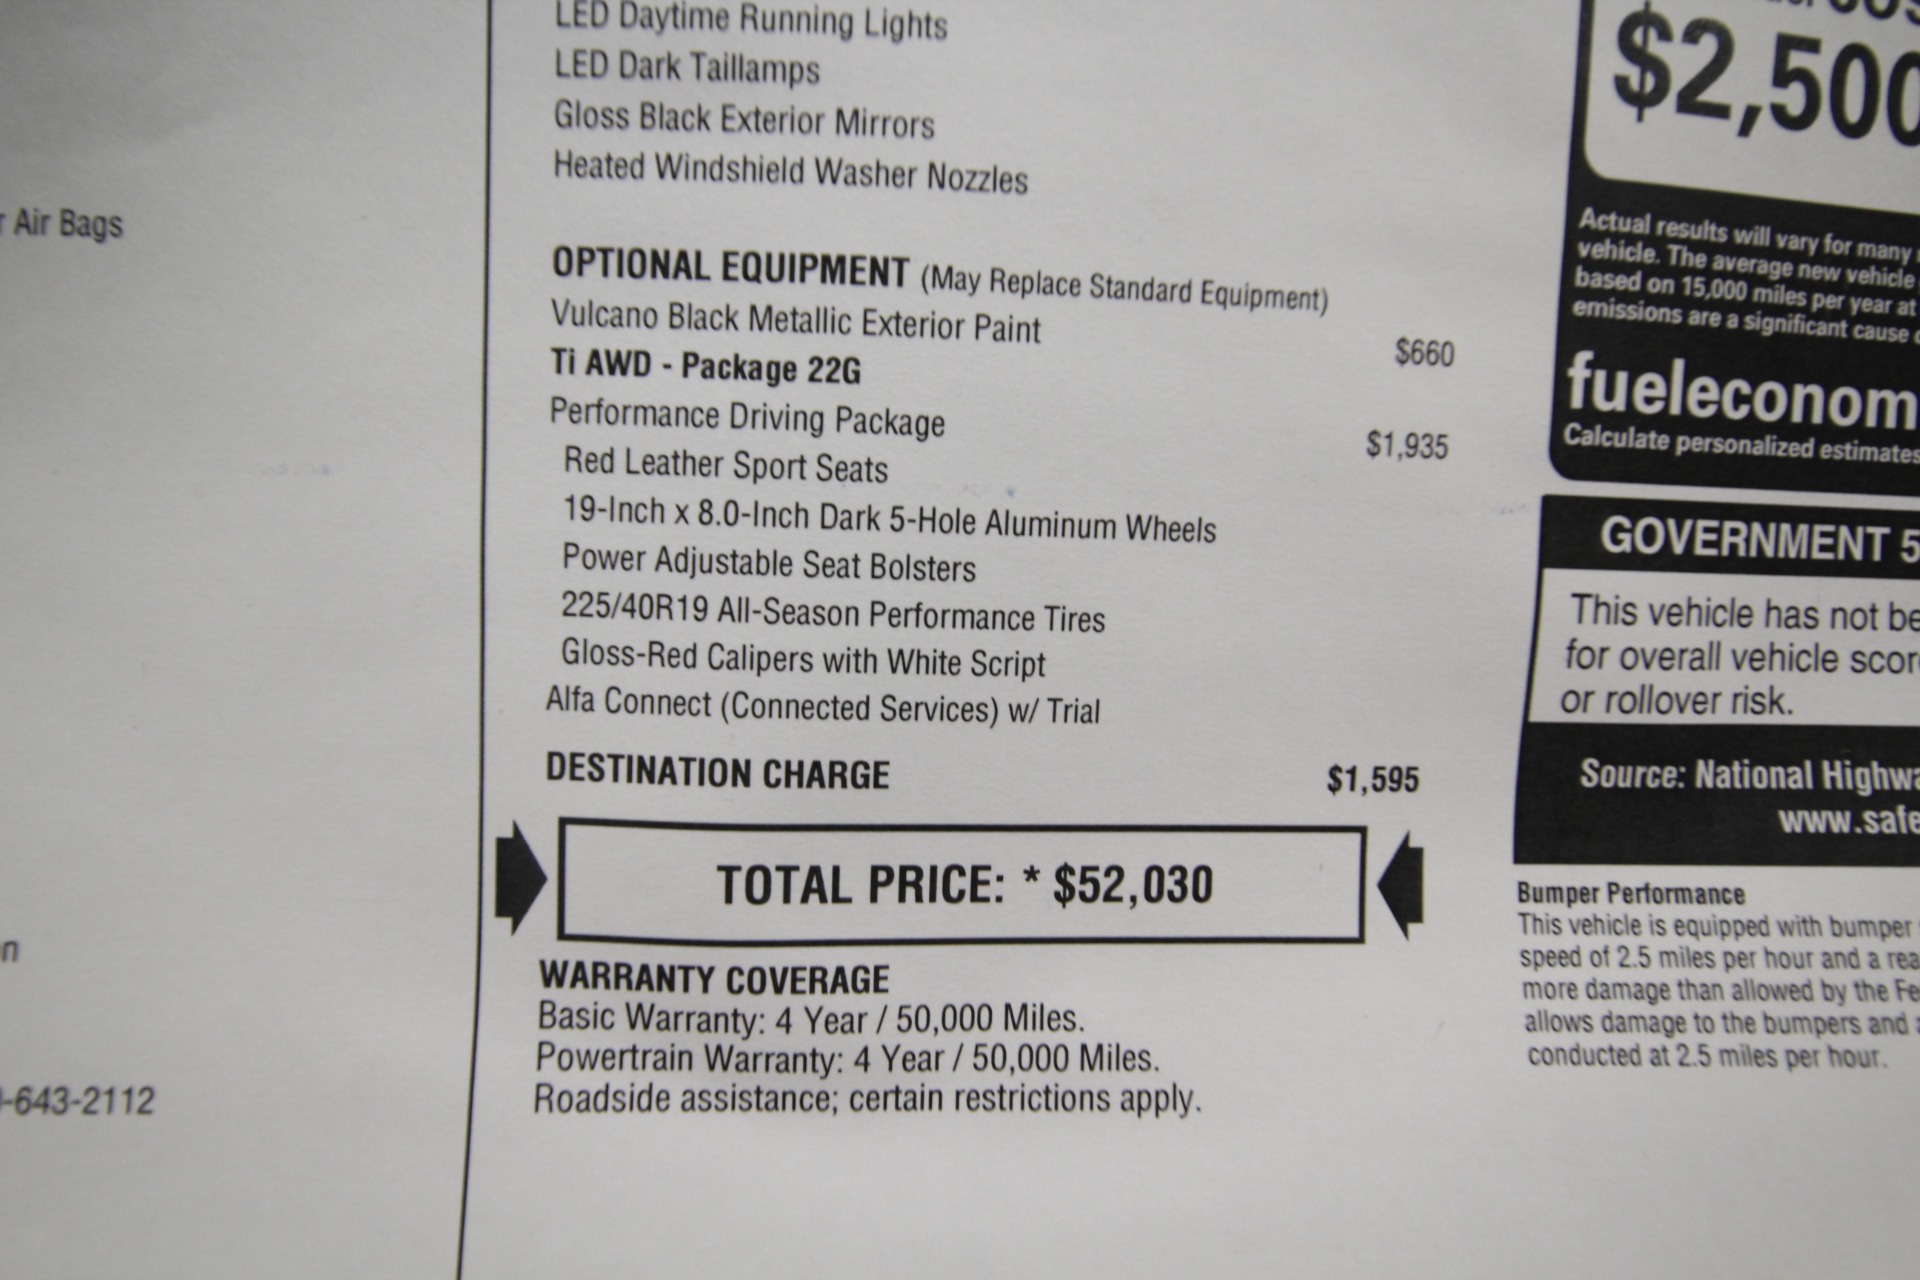 Air Bags
643-2112
LED Daytime Running Lights
LED Dark Taillamps
Gloss Black Exterior Mirrors
Heated Windshield Washer Nozzles
OPTIONAL EQUIPMENT (May Replace Standard Equipment)
Vulcano Black Metallic Exterior Paint $660
Ti AWD - Package 22G
Performance Driving Package $1,935
Red Leather Sport Seats
19-Inch x 8.0-Inch Dark 5-Hole Aluminum Wheels
Power Adjustable Seat Bolsters
225/40R19 All-Season Performance Tires
Gloss-Red Calipers with White Script
Alfa Connect (Connected Services) w/ Trial
DESTINATION CHARGE $1,595
TOTAL PRICE: * $52,030
WARRANTY COVERAGE
Basic Warranty: 4 Year / 50,000 Miles.
Powertrain Warranty: 4 Year / 50,000 Miles.
Roadside assistance; certain restrictions apply.
$2,500
Actual results will vary for many
vehicle. The average new vehicle
based on 15,000 miles per year at
emissions are a significant cause
fueleconom
Calculate personalized estimates
GOVERNMENT 5
This vehicle has not be
for overall vehicle scor
or rollover risk.
Source: National Highwa
www.safe
Bumper Performance
This vehicle is equipped with bumper
speed of 2.5 miles per hour and a rea
more damage than allowed by the Fe
allows damage to the bumpers and
conducted at 2.5 miles per hour.